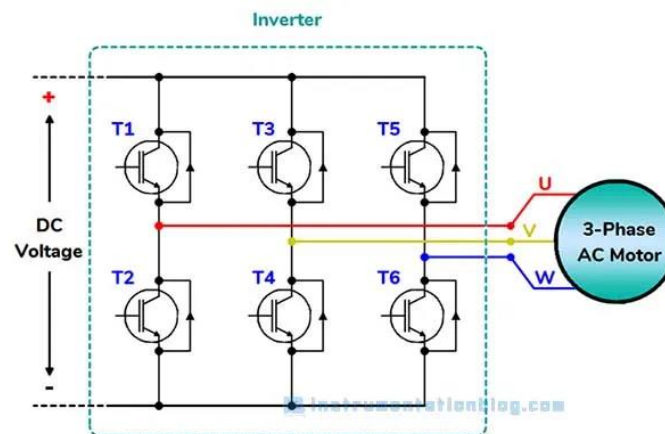 Inverter
+
T1
T3
T5
U
DC
Voltage
V
3-Phase
AC Motor
T2
T4
T6
W
-
instrumentationblog.com